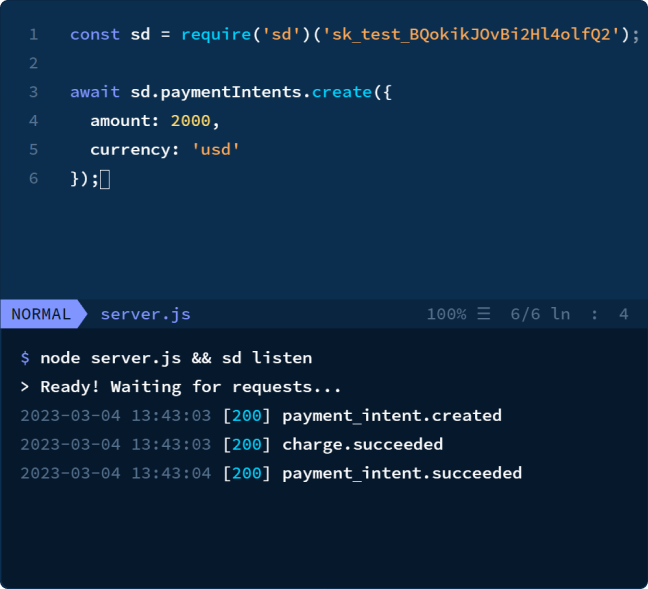 1 const sd = require('sd')('sk_test_BQokikJOvBi2Hl4olfQ2');
2
3 await sd.paymentIntents.create({
4 amount: 2000,
5 currency: 'usd'
6 });
NORMAL server.js 100% ☰ 6/6 ln : 4
$ node server.js && sd listen
> Ready! Waiting for requests...
2023-03-04 13:43:03 [200] payment_intent.created
2023-03-04 13:43:03 [200] charge.succeeded
2023-03-04 13:43:04 [200] payment_intent.succeeded